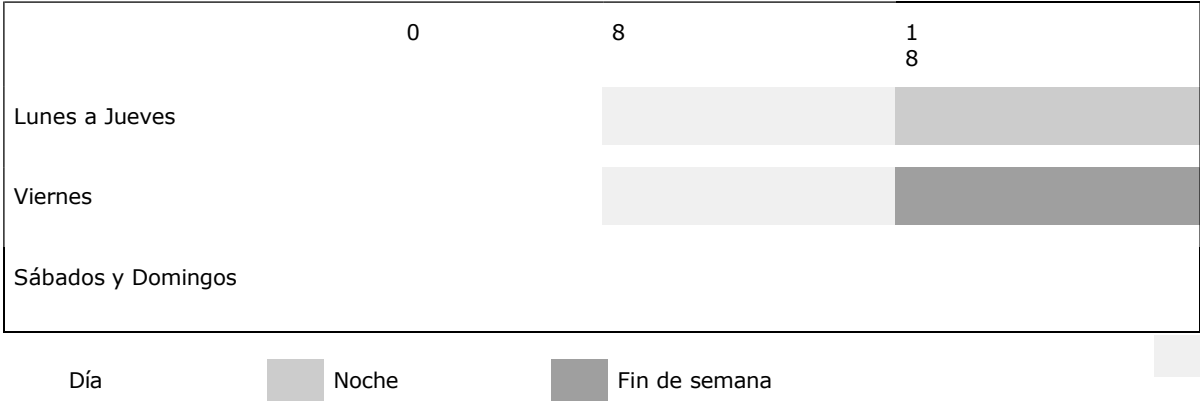 0 8 1
8
Lunes a Jueves
Viernes
Sábados y Domingos
Día Noche Fin de semana